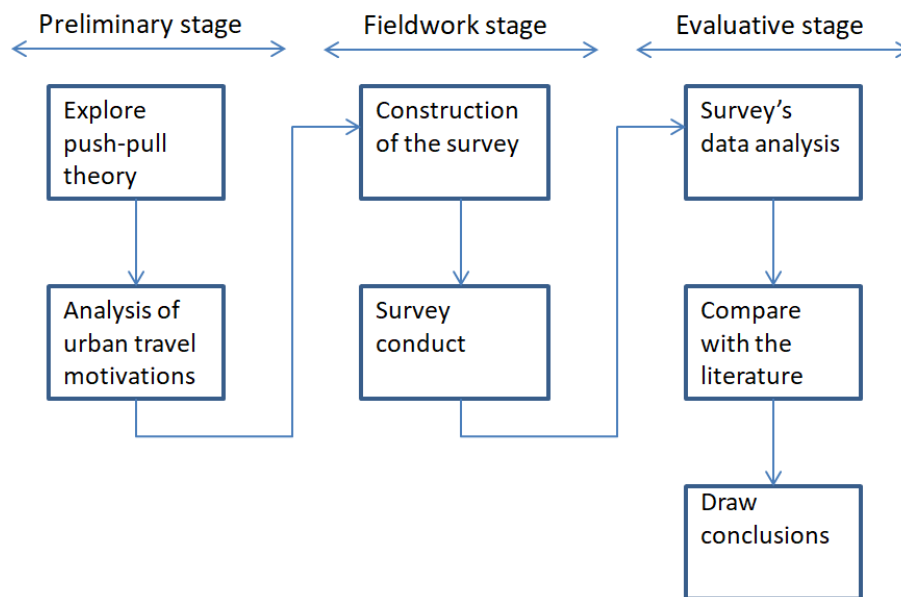 Preliminary stage
Fieldwork stage
Evaluative stage
Explore
push-pull
theory
Analysis of
urban travel
motivations
Construction
of the survey
Survey
conduct
Survey’s
data analysis
Compare
with the
literature
Draw
conclusions